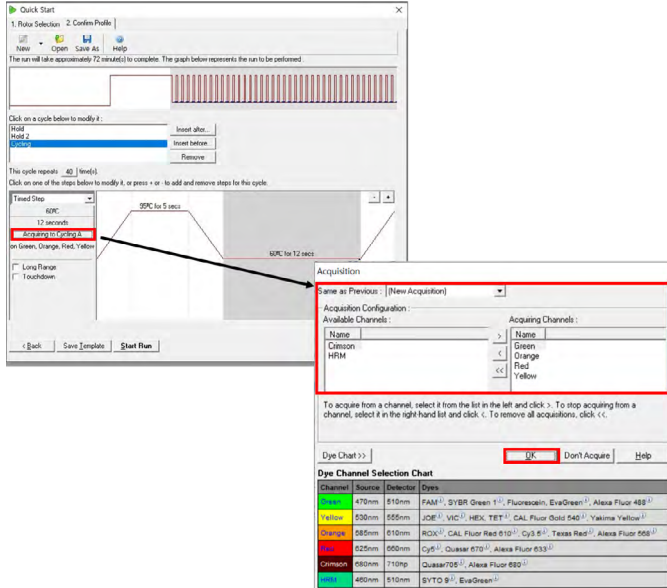 Quick Start
1. Rotor Selection 2. Confirm Profile
New Open Save As Help
The run will take approximately 72 minute(s) to complete. The graph below represents the run to be performed :
Click on a cycle below to modify it :
Hold
Hold 2
Cycling
Insert after...
Insert before...
Remove
This cycle repeats 40 time(s).
Click on one of the steps below to modify it, or press + or - to add and remove steps for this cycle.
Timed Step
60ºC
12 seconds
Acquiring to Cycling A
on Green, Orange, Red, Yellow
Long Range
Touchdown
95ºC for 5 secs
60ºC for 12 secs
- +
< Back Save Template Start Run
Acquisition
Same as Previous : (New Acquisition)
Acquisition Configuration :
Available Channels :
Name
Crimson
HRM
>
<
<<
Acquiring Channels :
Name
Green
Orange
Red
Yellow
To acquire from a channel, select it from the list in the left and click >. To stop acquiring from a
channel, select it in the right-hand list and click <. To remove all acquisitions, click <<.
Dye Chart >> OK Don't Acquire Help
Dye Channel Selection Chart
Channel Source Detector Dyes
Green 470nm 510nm FAM, SYBR Green 1, Fluorescein, EvaGreen, Alexa Fluor 488
Yellow 530nm 555nm JOE, VIC, HEX, TET, CAL Fluor Gold 540, Yakima Yellow
Orange 585nm 610nm ROX, CAL Fluor Red 610, Cy3.5, Texas Red, Alexa Fluor 568
Red 625nm 660nm Cy5, Quasar 670, Alexa Fluor 633
Crimson 680nm 710hp Quasar705, Alexa Fluor 680
HRM 460nm 510nm SYTO 9, EvaGreen